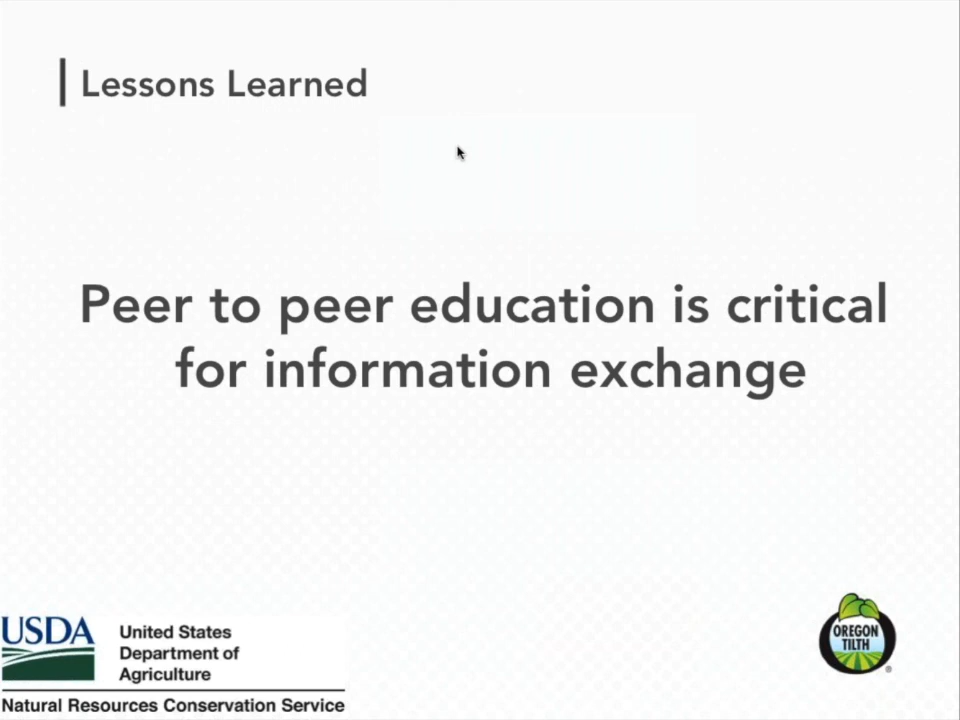 Lessons Learned
Peer to peer education is critical
for information exchange
USDA
United States
Department of
Agriculture
Natural Resources Conservation Service
OREGON
TILTH
®